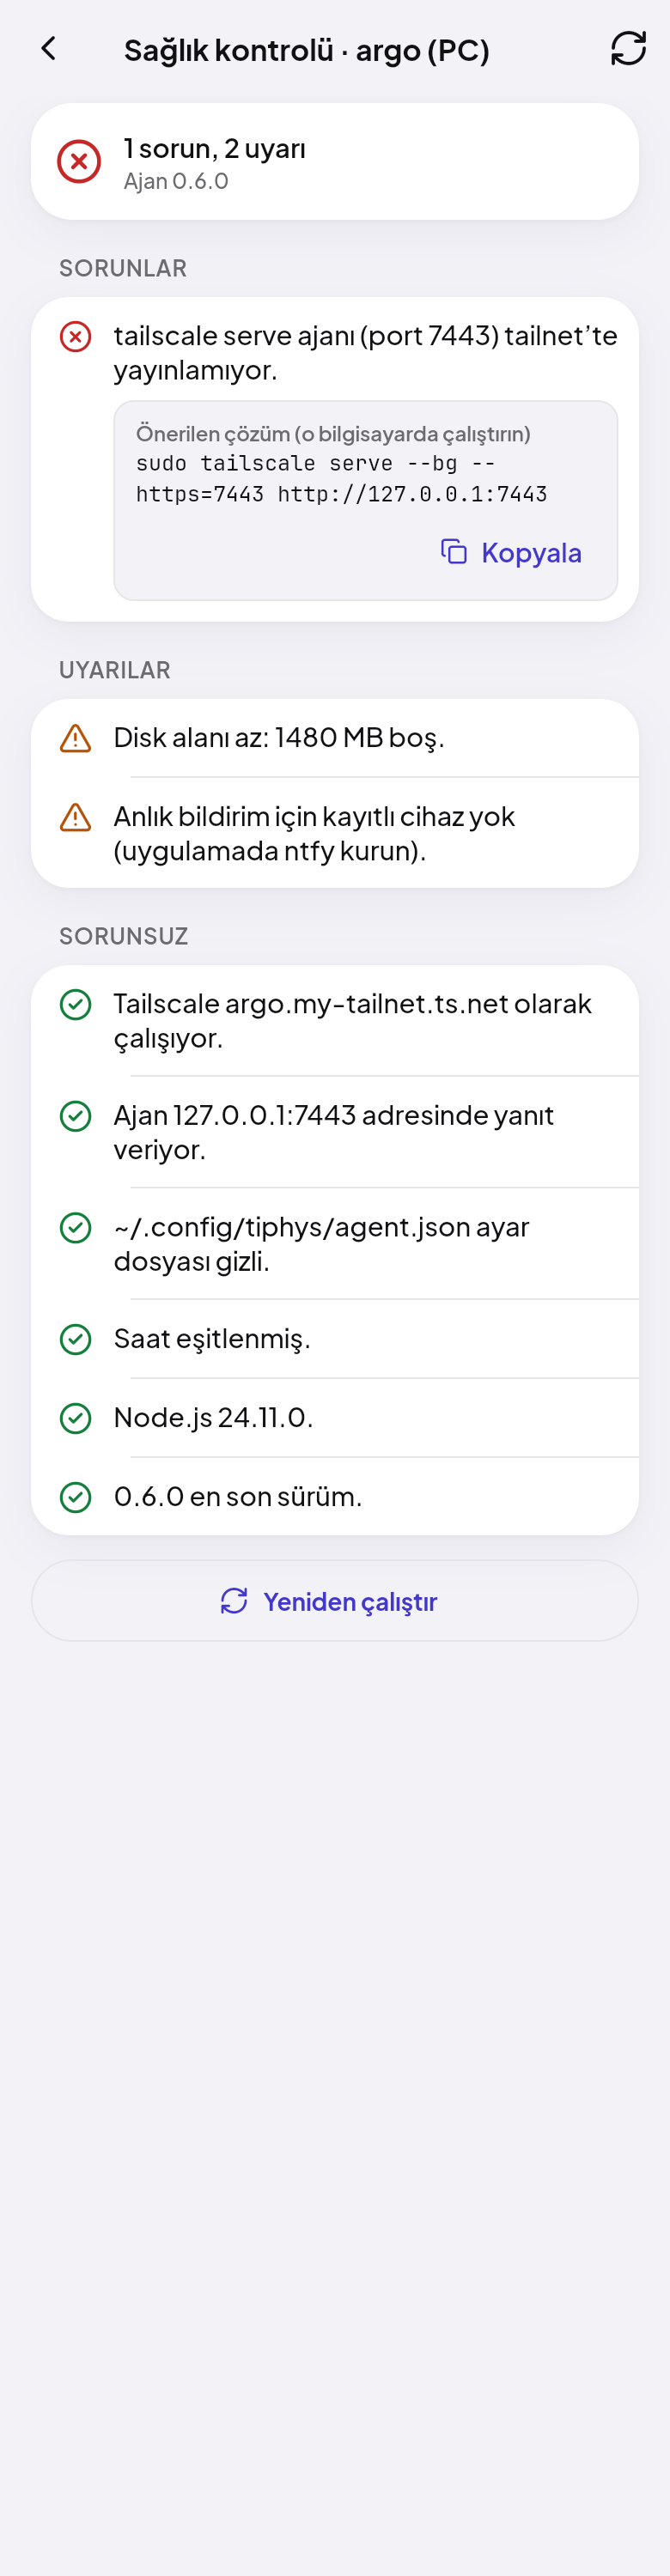 Sağlık kontrolü · argo (PC)
1 sorun, 2 uyarı
Ajan 0.6.0
SORUNLAR
tailscale serve ajanı (port 7443) tailnet’te
yayınlamıyor.
Önerilen çözüm (o bilgisayarda çalıştırın)
sudo tailscale serve --bg --
https=7443 http://127.0.0.1:7443
Kopyala
UYARILAR
Disk alanı az: 1480 MB boş.
Anlık bildirim için kayıtlı cihaz yok
(uygulamada ntfy kurun).
SORUNSUZ
Tailscale argo.my-tailnet.ts.net olarak
çalışıyor.
Ajan 127.0.0.1:7443 adresinde yanıt
veriyor.
~/.config/tiphys/agent.json ayar
dosyası gizli.
Saat eşitlenmiş.
Node.js 24.11.0.
0.6.0 en son sürüm.
Yeniden çalıştır